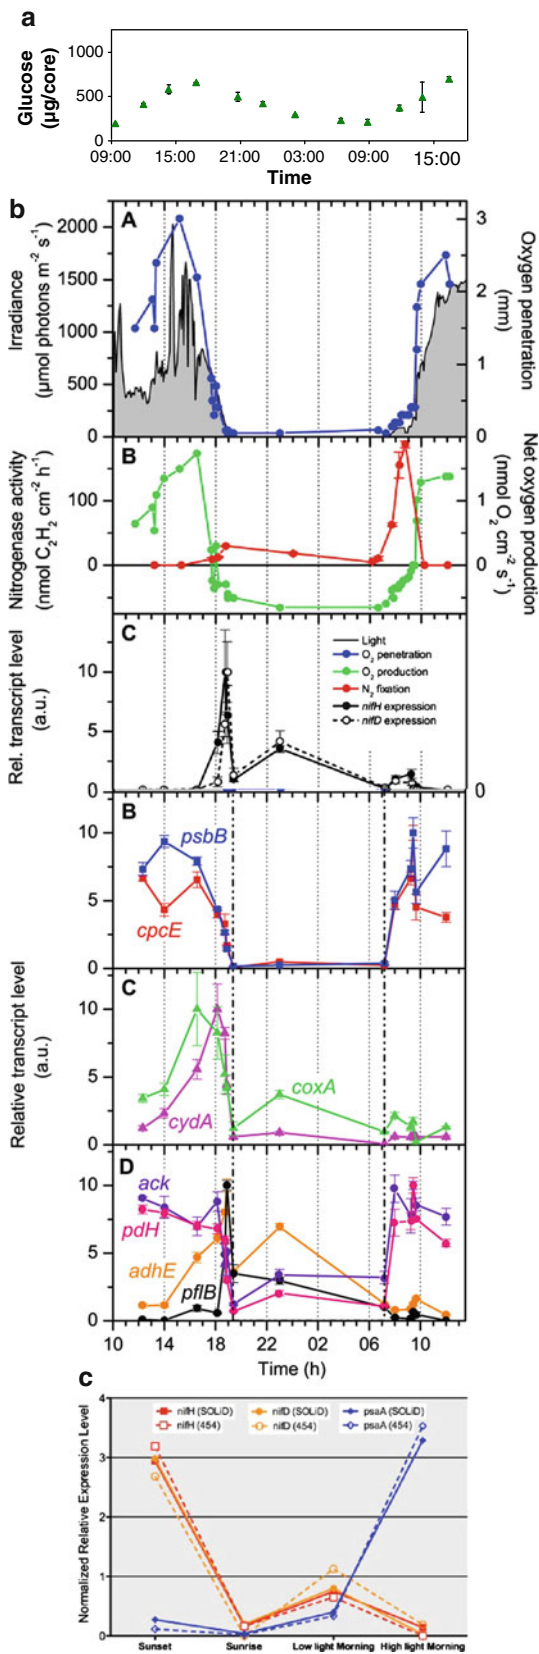 a
Glucose
(µg/core)
1000
500
0
09:00 15:00 21:00 03:00 09:00 15:00
Time
b
A
Irradiance
(µmol photons m⁻² s⁻¹)
2000
1500
1000
500
0
3
2
1
0
Oxygen penetration
(mm)
B
Nitrogenase activity
(nmol C₂H₂ cm⁻² h⁻¹)
100
0
1
0
Net oxygen production
(nmol O₂ cm⁻² s⁻¹)
C
Rel. transcript level
(a.u.)
10
5
0
0
Light
O₂ penetration
O₂ production
N₂ fixation
nifH expression
nifD expression
B
10
5
0
psbB
cpcE
Relative transcript level
(a.u.)
C
10
5
0
coxA
cydA
D
10
5
0
ack
pdH
adhE
pflB
10 14 18 22 02 06 10
Time (h)
c
Normalized Relative Expression Level
4
3
2
1
0
nifH (SOLiD) nifD (SOLiD) psaA (SOLiD)
nifH (454) nifD (454) psaA (454)
Sunset Sunrise Low light Morning High light Morning